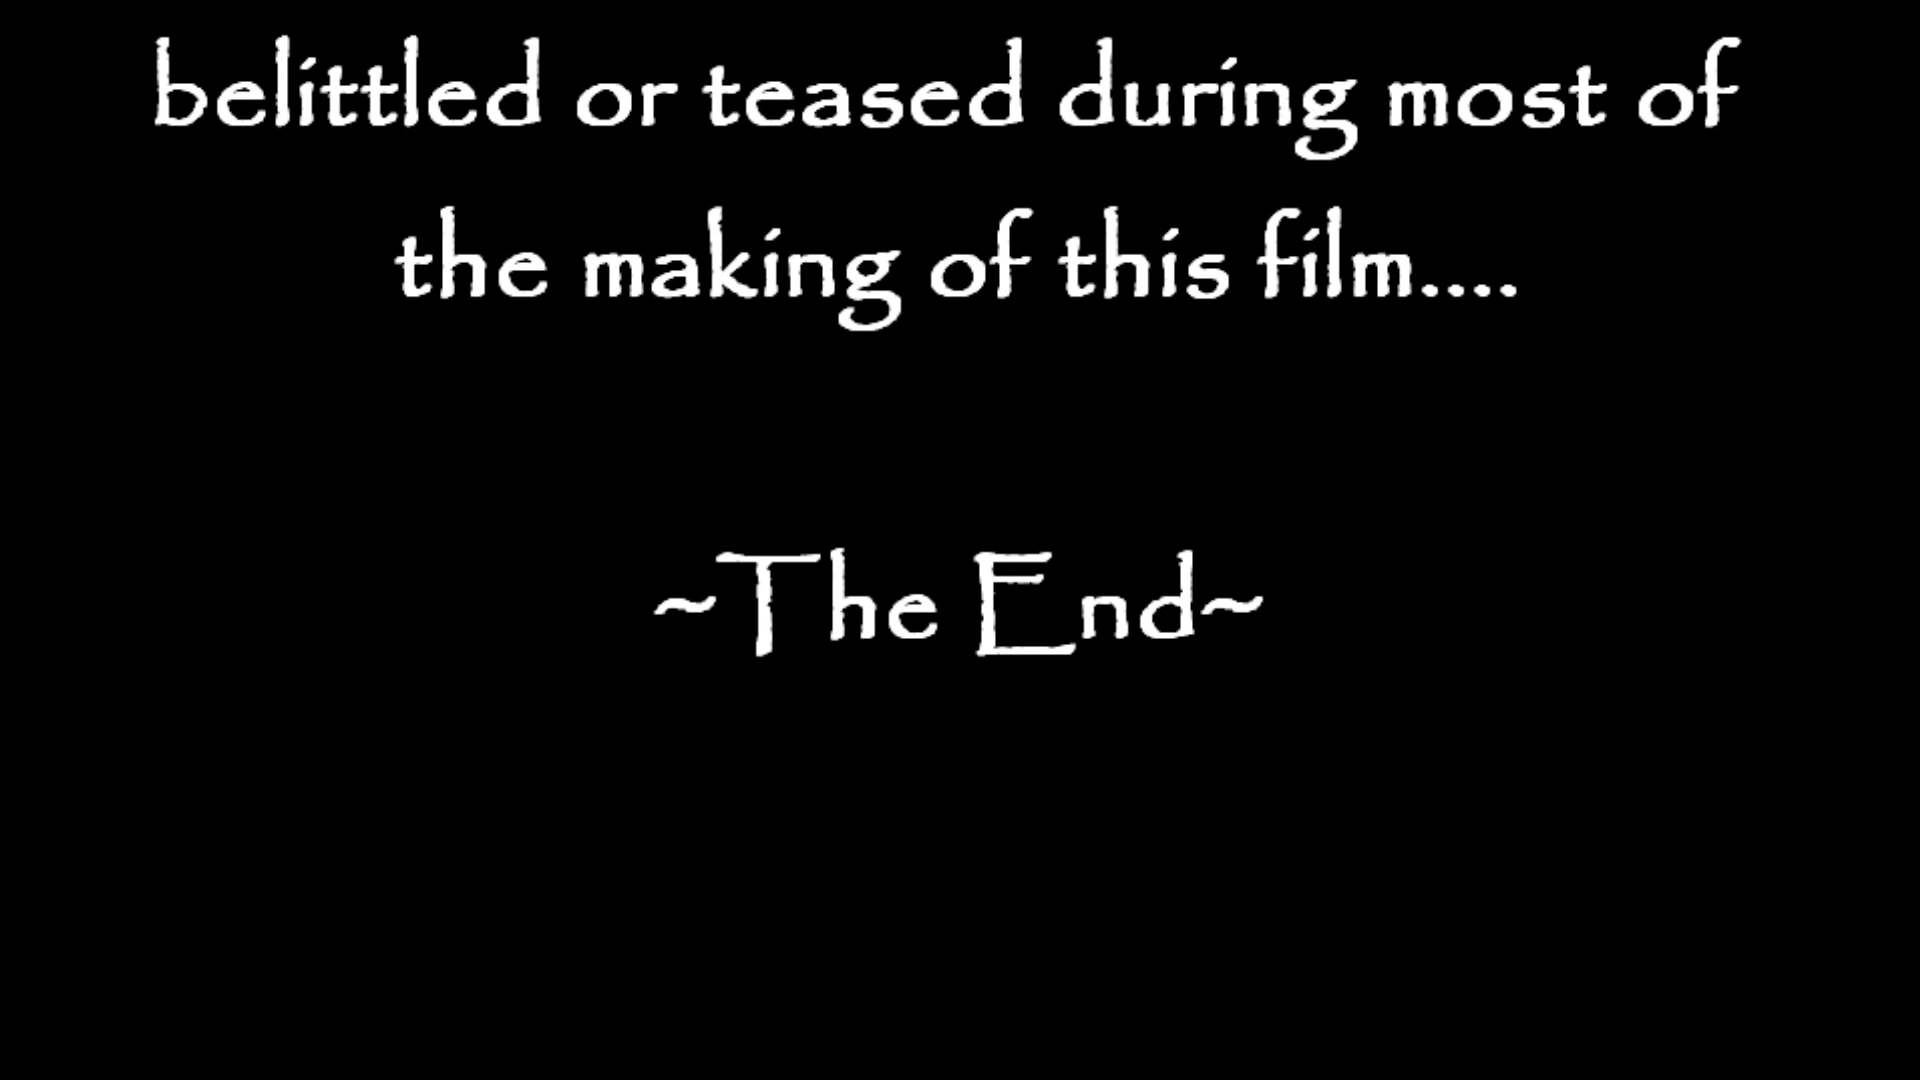 belittled or teased during most of
the making of this film....
~The End~